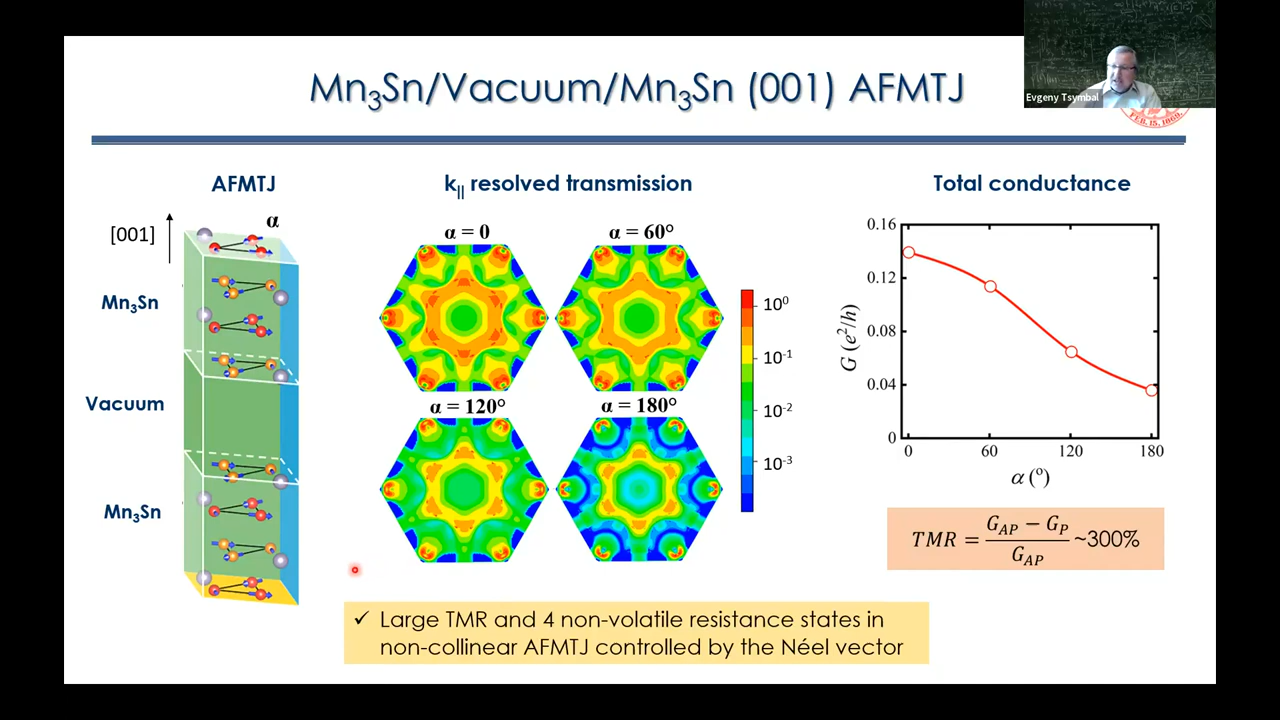 Mn₃Sn/Vacuum/Mn₃Sn (001) AFMTJ
Evgeny Tsymbal
FEB. 15, 1869.
AFMTJ
k|| resolved transmission
Total conductance
[001]
α
Mn₃Sn
Vacuum
Mn₃Sn
α = 0
α = 60°
α = 120°
α = 180°
10⁰
10⁻¹
10⁻²
10⁻³
0.16
0.12
0.08
0.04
0
G (e²/h)
0 60 120 180
α (°)
TMR = (G_AP − G_P) / G_AP ~300%
✓ Large TMR and 4 non-volatile resistance states in
non-collinear AFMTJ controlled by the Néel vector